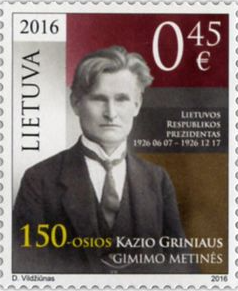 2016
0.45
€
LIETUVA
LIETUVOS
RESPUBLIKOS
PREZIDENTAS
1926 06 07 - 1926 12 17
150-OSIOS KAZIO GRINIAUS
GIMIMO METINĖS
D. Vildžiūnas
2016